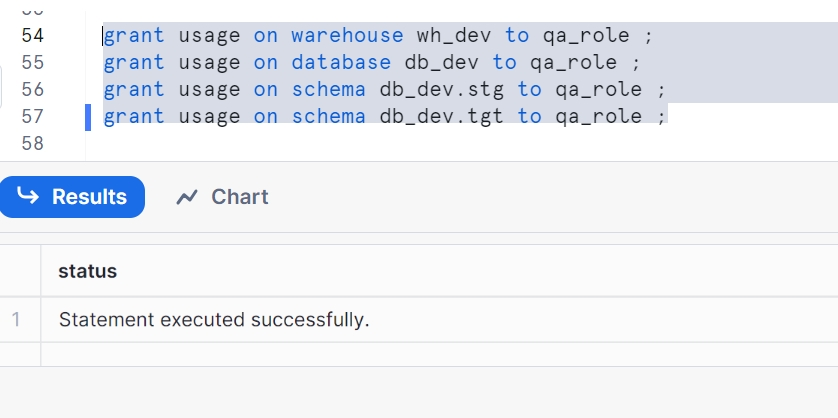 54 grant usage on warehouse wh_dev to qa_role ;
55 grant usage on database db_dev to qa_role ;
56 grant usage on schema db_dev.stg to qa_role ;
57 grant usage on schema db_dev.tgt to qa_role ;
58
Results Chart
status
1 Statement executed successfully.